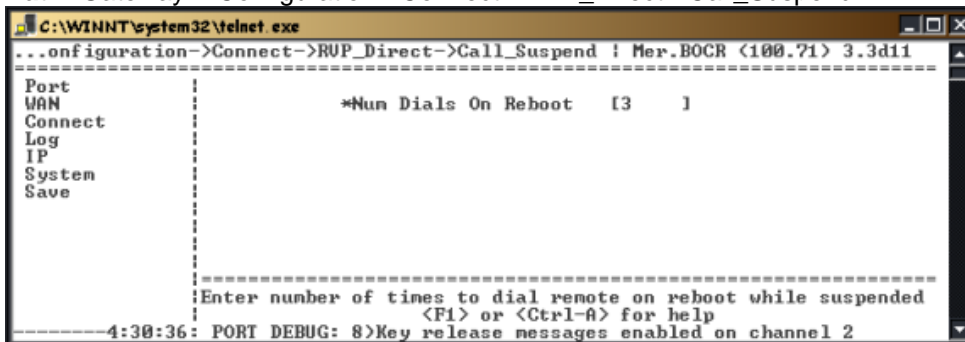 C:\WINNT\system32\telnet.exe
...onfiguration->Connect->RVP_Direct->Call_Suspend | Mer.BOCR <100.71> 3.3d11
Port
WAN
*Num Dials On Reboot [3 ]
Connect
Log
IP
System
Save
Enter number of times to dial remote on reboot while suspended
<F1> or <Ctrl-A> for help
--------4:30:36: PORT DEBUG: 8)Key release messages enabled on channel 2